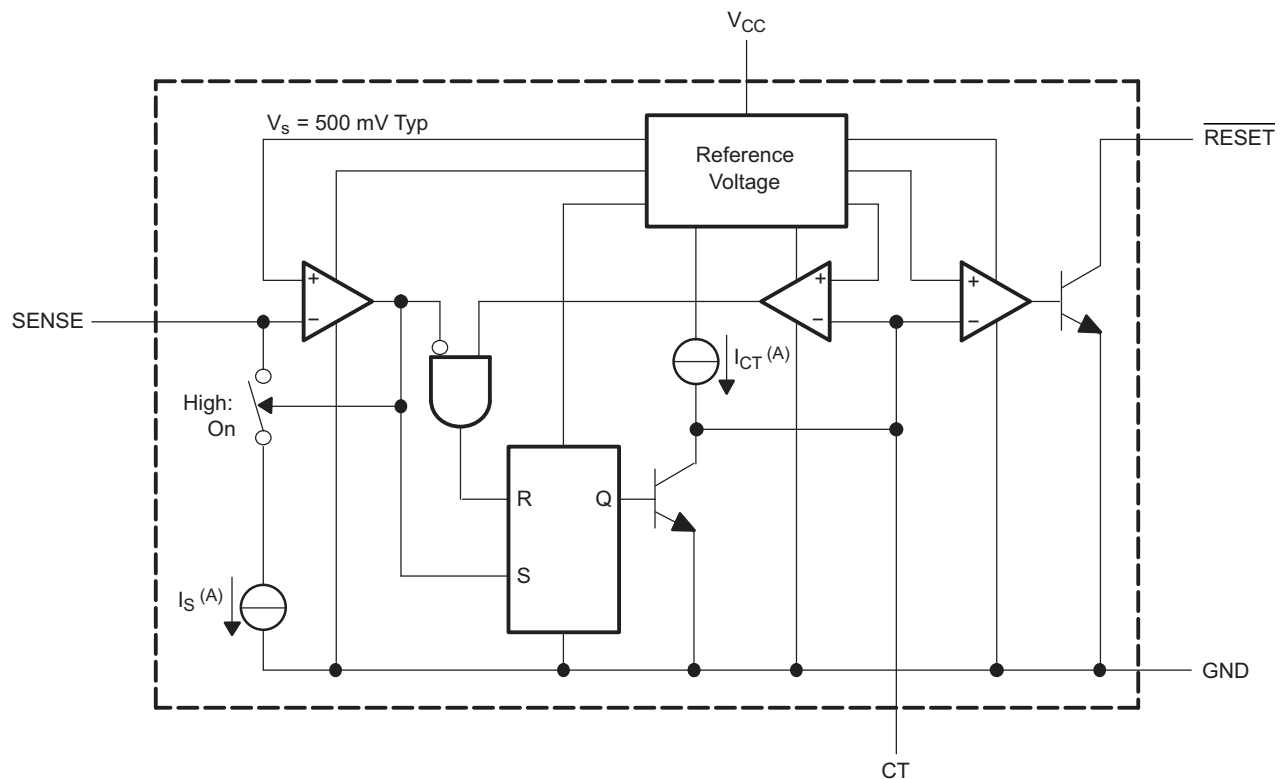 VCC
Vs = 500 mV Typ
RESET
Reference
Voltage
+
–
+
–
+
–
SENSE
ICT (A)
High:
On
R
Q
S
IS (A)
GND
CT